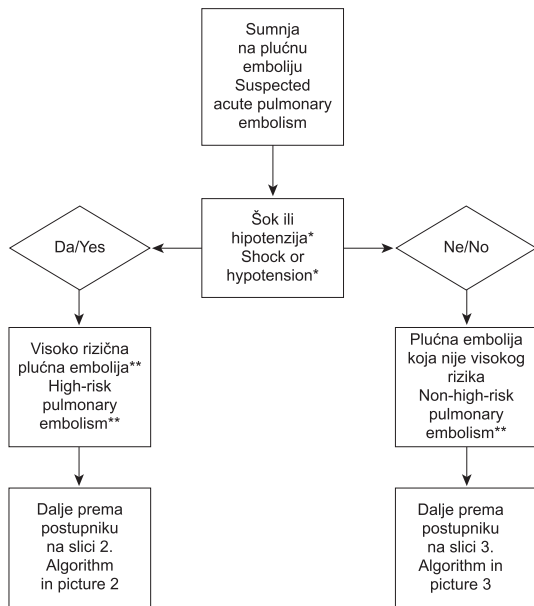 Sumnja
na plućnu
emboliju
Suspected
acute pulmonary
embolism
Šok ili
hipotenzija*
Shock or
hypotension*
Da/Yes
Ne/No
Visoko rizična
plućna embolija**
High-risk
pulmonary
embolism**
Plućna embolija
koja nije visokog
rizika
Non-high-risk
pulmonary
embolism**
Dalje prema
postupniku
na slici 2.
Algorithm
in picture 2
Dalje prema
postupniku
na slici 3.
Algorithm in
picture 3